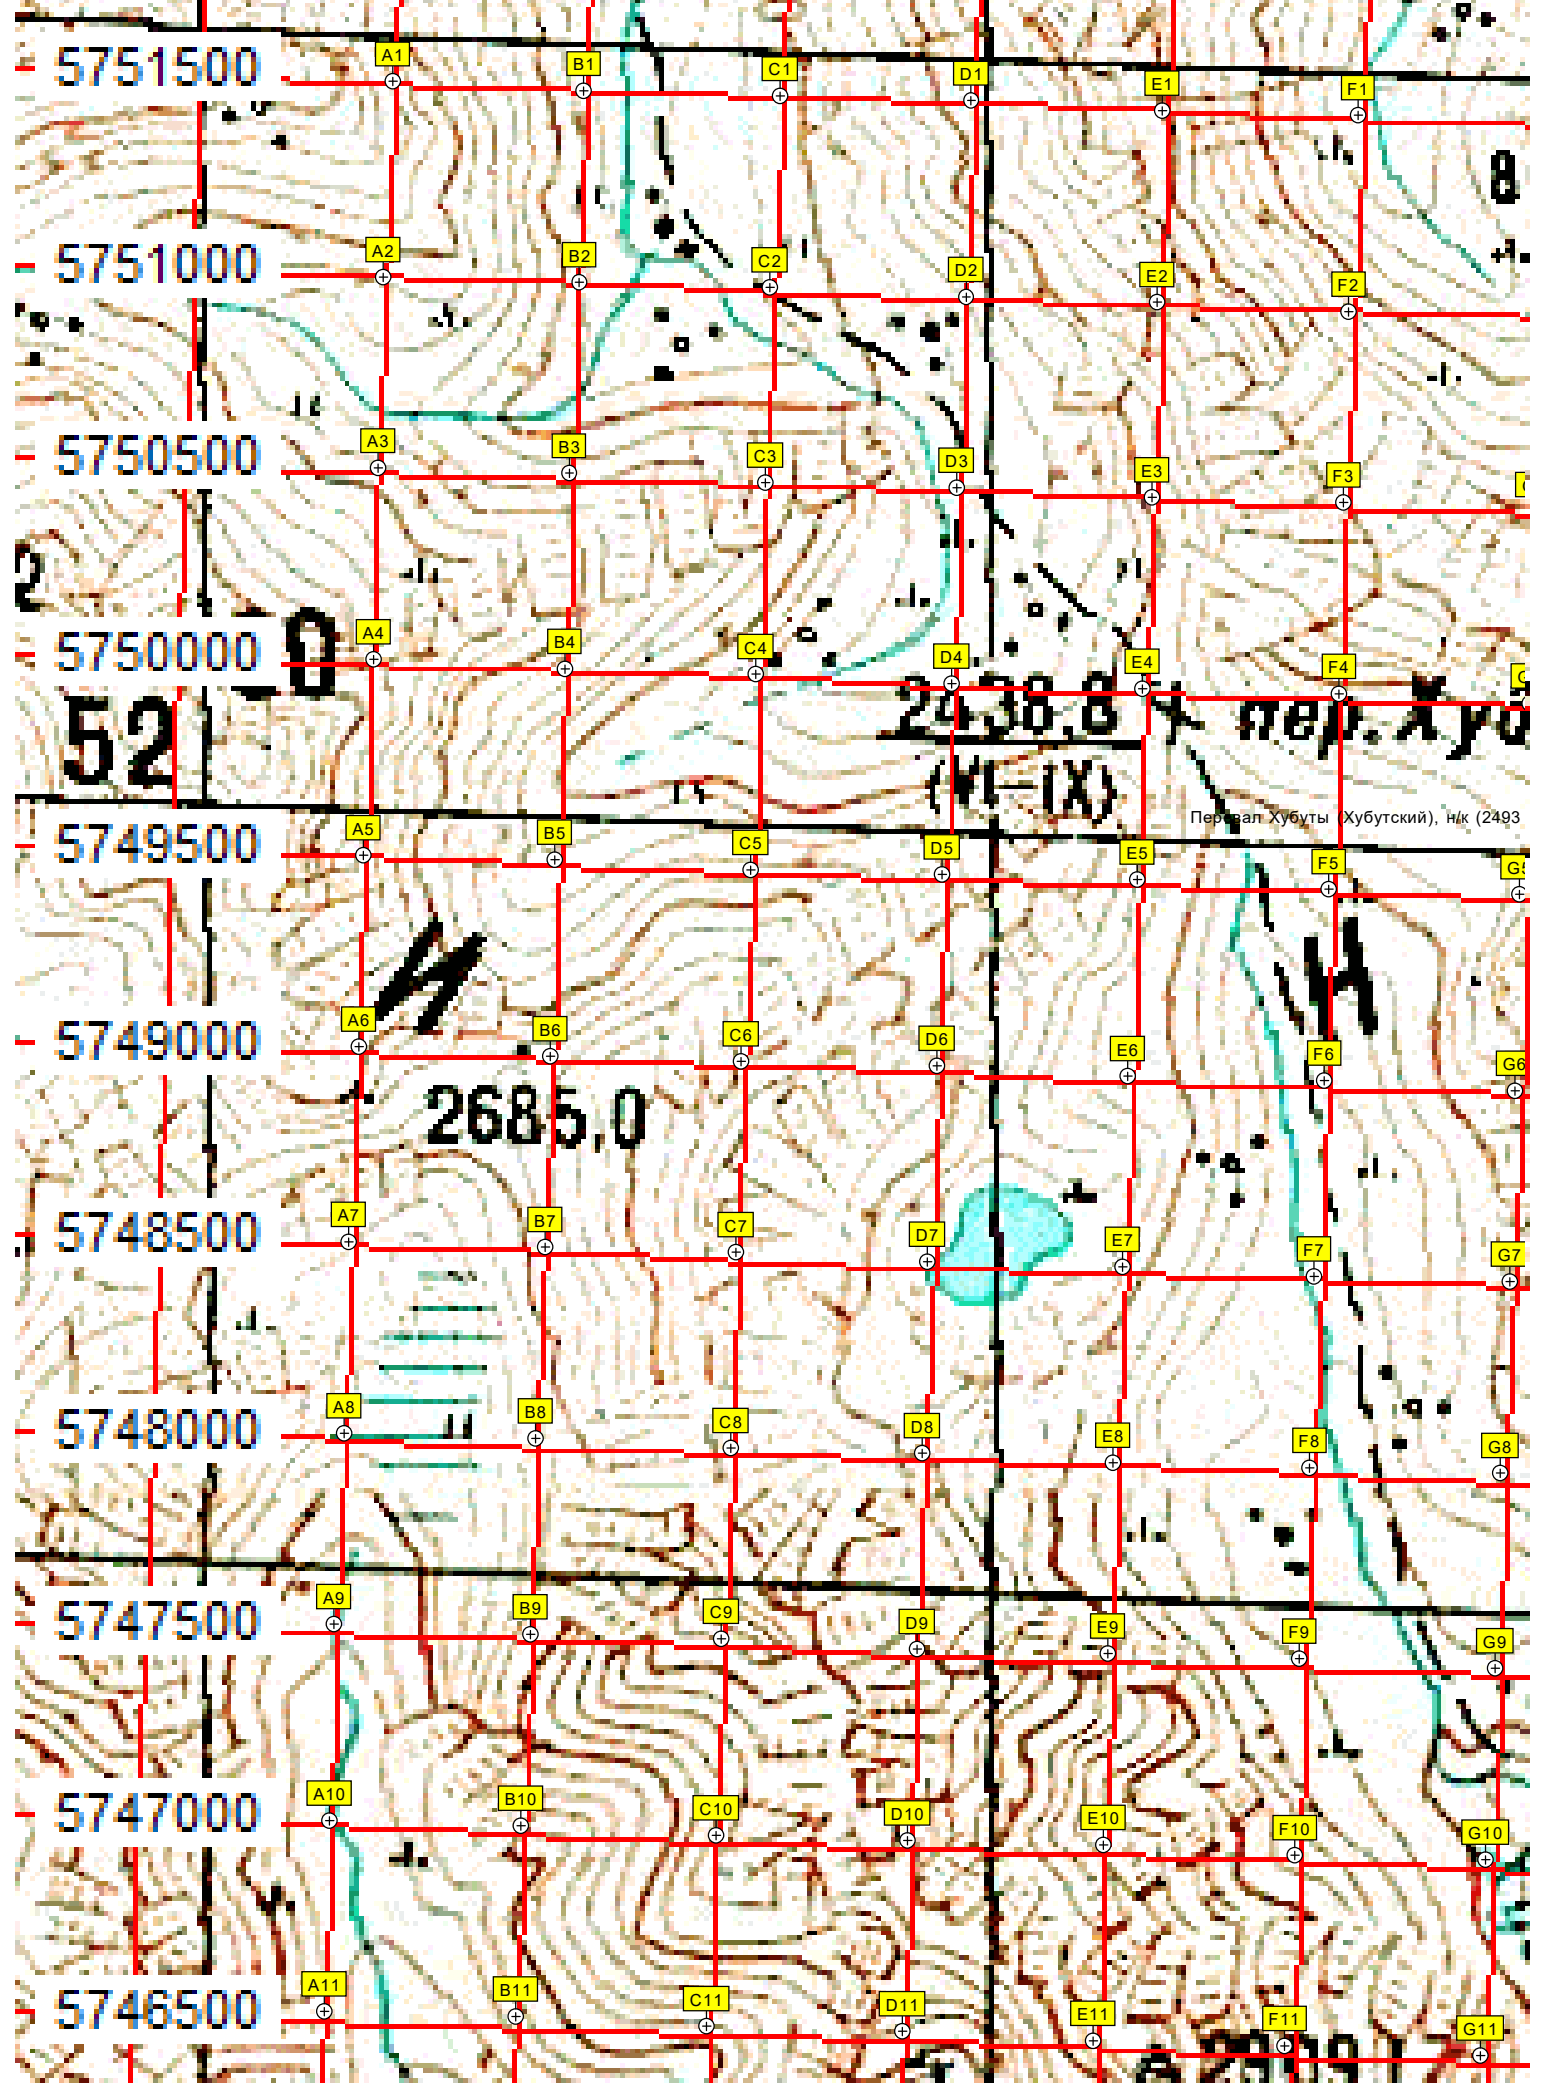 A1 B1 C1 D1 E1 F1
5751500
8
A2 B2 C2 D2 E2 F2
5751000
A3 B3 C3 D3 E3 F3
5750500
A4 B4 C4 D4 E4 F4
5750000
52
2438,8
пер. Ху
(VI-IX)
Перевал Хубуты (Хубутский), н/к (2493
A5 B5 C5 D5 E5 F5 G5
5749500
И Н
A6 B6 C6 D6 E6 F6 G6
5749000
2685,0
A7 B7 C7 D7 E7 F7 G7
5748500
A8 B8 C8 D8 E8 F8 G8
5748000
A9 B9 C9 D9 E9 F9 G9
5747500
A10 B10 C10 D10 E10 F10 G10
5747000
A11 B11 C11 D11 E11 F11 G11
5746500